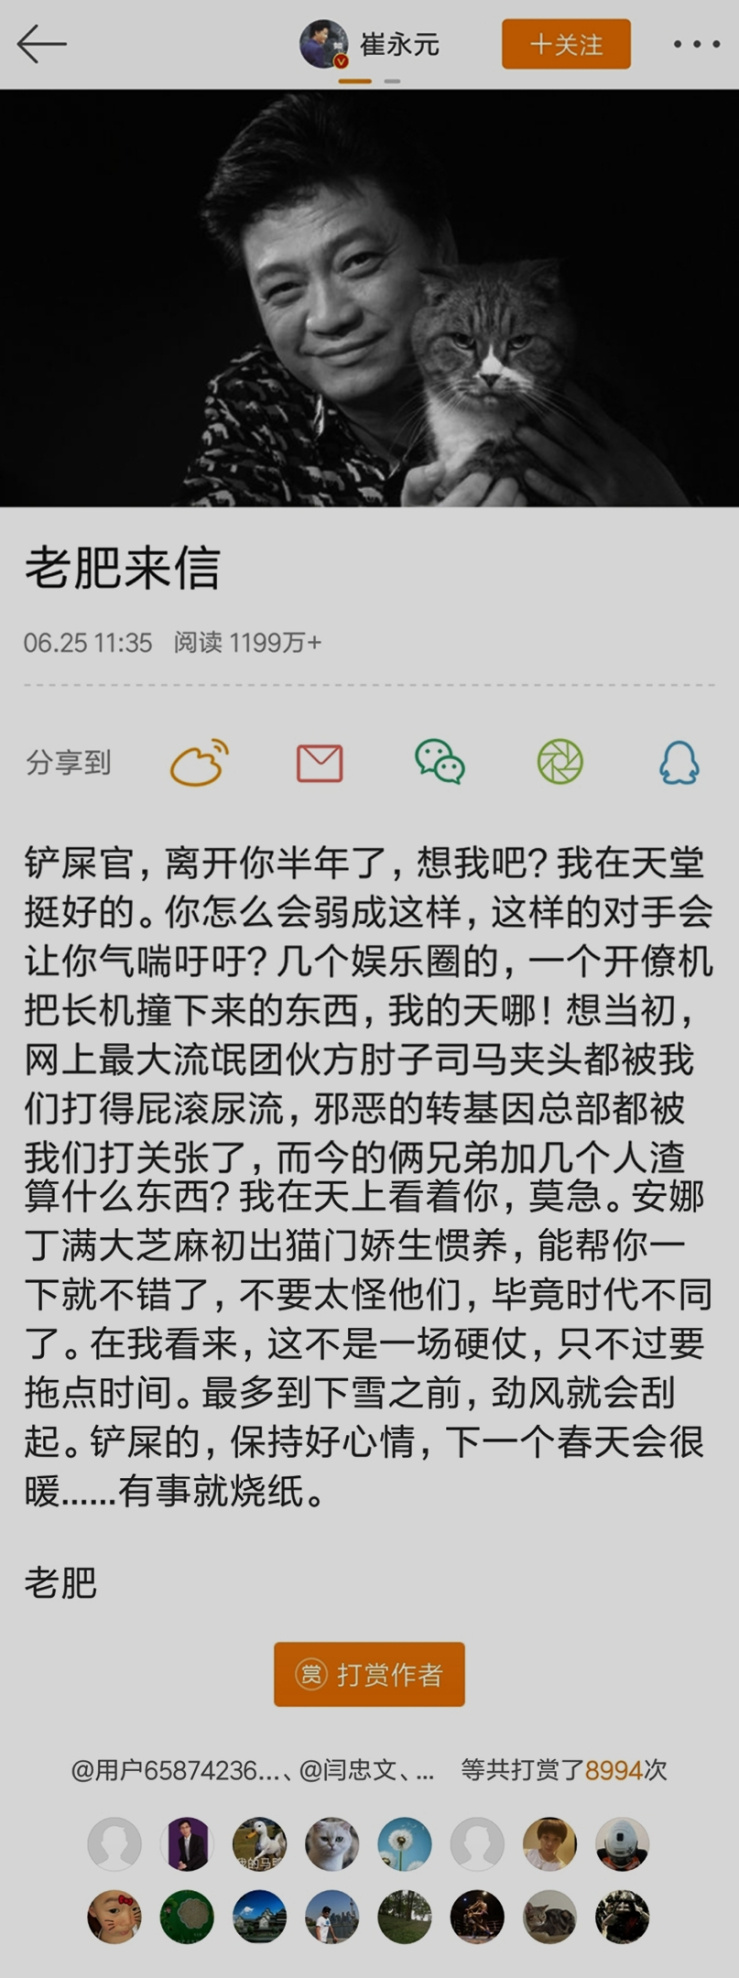 崔永元
十关注
老肥来信
06.25 11:35 阅读 1199万+
分享到
铲屎官，离开你半年了，想我吧？我在天堂
挺好的。你怎么会弱成这样，这样的对手会
让你气喘吁吁？几个娱乐圈的，一个开僚机
把长机撞下来的东西，我的天哪！想当初，
网上最大流氓团伙方肘子司马夹头都被我
们打得屁滚尿流，邪恶的转基因总部都被
我们打关张了，而今的俩兄弟加几个人渣
算什么东西？我在天上看着你，莫急。安娜
丁满大芝麻初出猫门娇生惯养，能帮你一
下就不错了，不要太怪他们，毕竟时代不同
了。在我看来，这不是一场硬仗，只不过要
拖点时间。最多到下雪之前，劲风就会刮
起。铲屎的，保持好心情，下一个春天会很
暖......有事就烧纸。
老肥
赏 打赏作者
@用户65874236...、@闫忠文、... 等共打赏了8994次